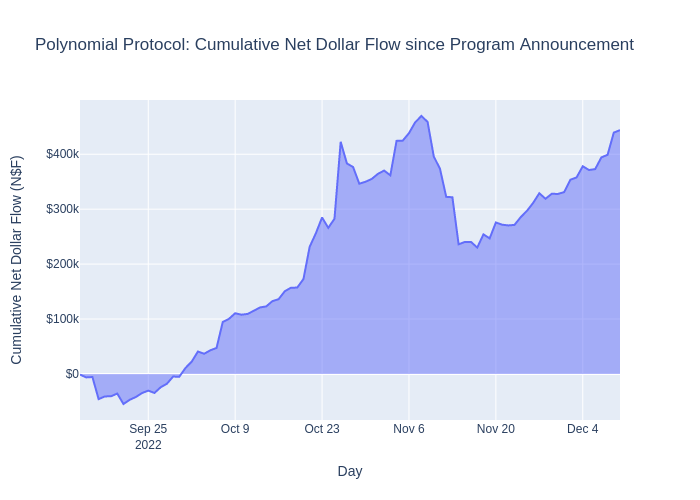 Polynomial Protocol: Cumulative Net Dollar Flow since Program Announcement
Cumulative Net Dollar Flow (N$F)
$400k
$300k
$200k
$100k
$0
Sep 25
2022
Oct 9
Oct 23
Nov 6
Nov 20
Dec 4
Day